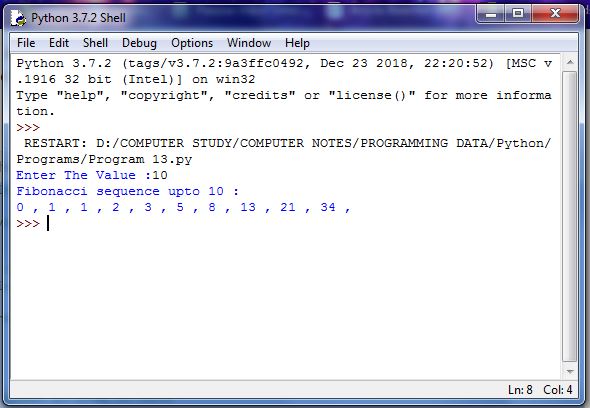 Python 3.7.2 Shell
File Edit Shell Debug Options Window Help
Python 3.7.2 (tags/v3.7.2:9a3ffc0492, Dec 23 2018, 22:20:52) [MSC v
.1916 32 bit (Intel)] on win32
Type "help", "copyright", "credits" or "license()" for more informa
tion.
>>>
 RESTART: D:/COMPUTER STUDY/COMPUTER NOTES/PROGRAMMING DATA/Python/
Programs/Program 13.py
Enter The Value :10
Fibonacci sequence upto 10 :
0 , 1 , 1 , 2 , 3 , 5 , 8 , 13 , 21 , 34 ,
>>>
Ln: 8 Col: 4